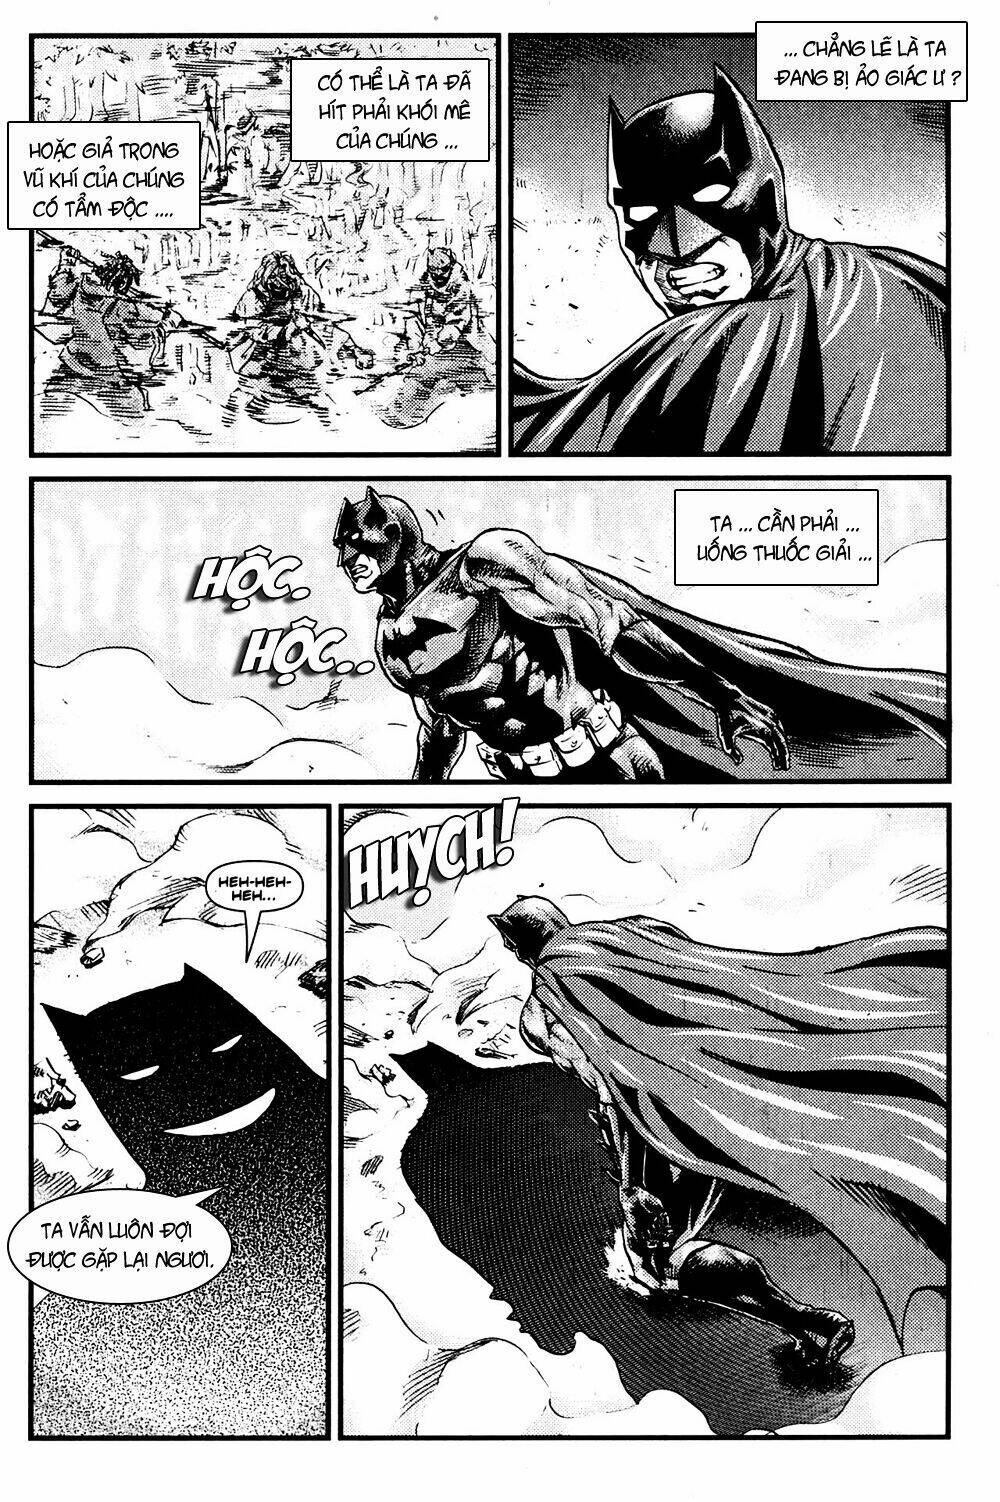 HOẶC GIẢ TRONG
VŨ KHÍ CỦA CHÚNG
CÓ TẨM ĐỘC ....
CÓ THỂ LÀ TA ĐÃ
HÍT PHẢI KHÓI MÊ
CỦA CHÚNG ...
... CHẲNG LẼ LÀ TA
ĐANG BỊ ẢO GIÁC Ư ?
HỘC.
HỘC..
TA ... CẦN PHẢI ...
UỐNG THUỐC GIẢI ...
HEH-HEH-
HEH...
TA VẪN LUÔN ĐỢI
ĐƯỢC GẶP LẠI NGƯƠI.
HUỴCH!